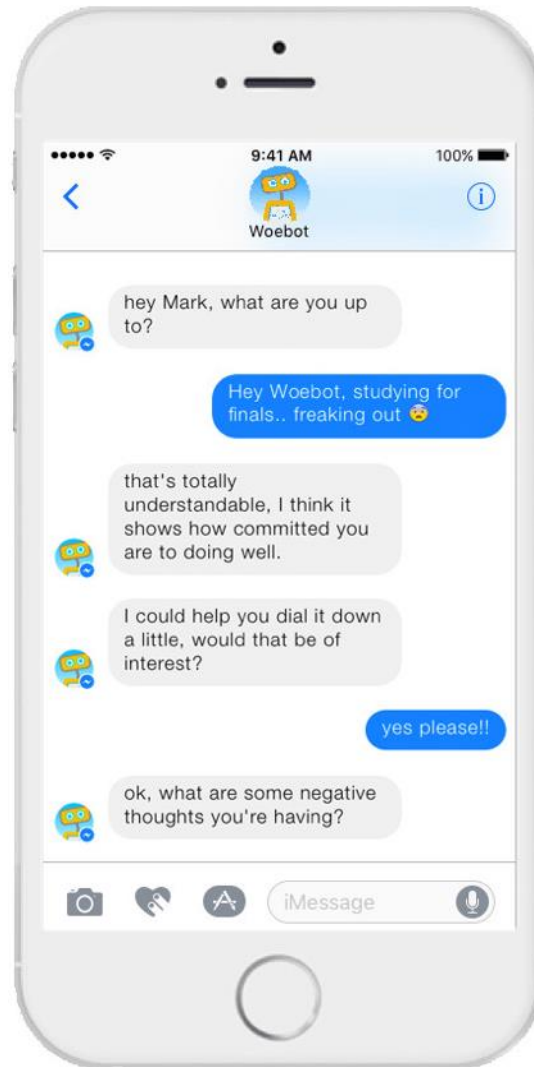 9:41 AM
100%
Woebot
hey Mark, what are you up
to?
Hey Woebot, studying for
finals.. freaking out 😨
that's totally
understandable, I think it
shows how committed you
are to doing well.
I could help you dial it down
a little, would that be of
interest?
yes please!!
ok, what are some negative
thoughts you're having?
iMessage